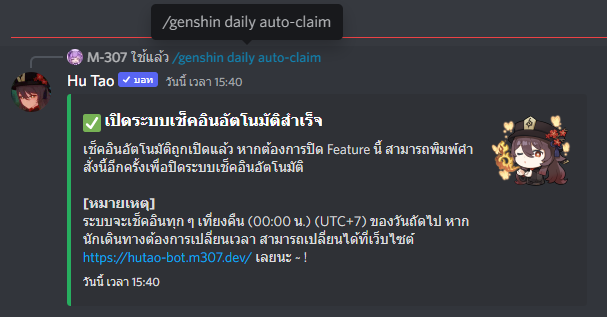 /genshin daily auto-claim
M-307 ใช้แล้ว /genshin daily auto-claim
Hu Tao ✓ บอท วันนี้ เวลา 15:40
✅ เปิดระบบเช็คอินอัตโนมัติสำเร็จ
เช็คอินอัตโนมัติถูกเปิดแล้ว หากต้องการปิด Feature นี้ สามารถพิมพ์คำ
สั่งนี้อีกครั้งเพื่อปิดระบบเช็คอินอัตโนมัติ
[หมายเหตุ]
ระบบจะเช็คอินทุก ๆ เที่ยงคืน (00:00 น.) (UTC+7) ของวันถัดไป หาก
นักเดินทางต้องการเปลี่ยนเวลา สามารถเปลี่ยนได้ที่เว็บไซต์
https://hutao-bot.m307.dev/ เลยนะ ~ !
วันนี้ เวลา 15:40